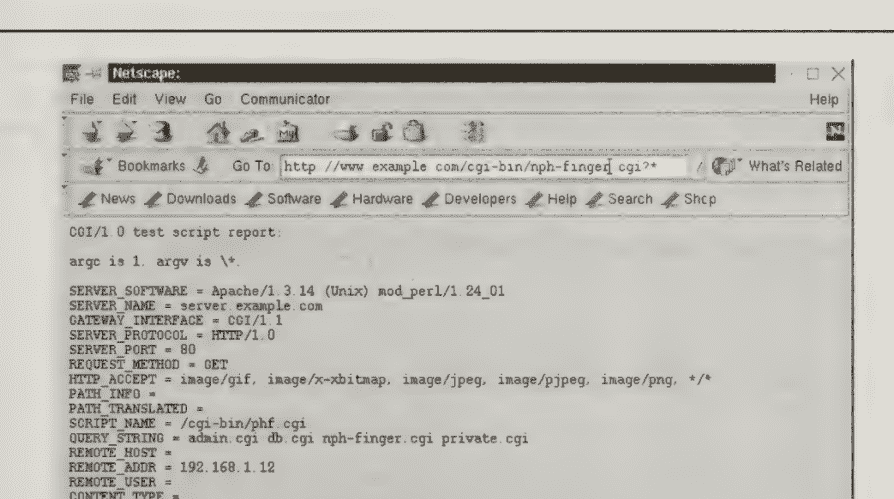 Netscape:
File Edit View Go Communicator Help
Bookmarks Go To: http //www example com/cgi-bin/nph-finger cgi?* What's Related
News Downloads Software Hardware Developers Help Search Shop
CGI/1 0 test script report:
argc is 1. argv is \*.
SERVER_SOFTWARE = Apache/1.3.14 (Unix) mod_perl/1.24_01
SERVER_NAME = server.example.com
GATEWAY_INTERFACE = CGI/1.1
SERVER_PROTOCOL = HTTP/1.0
SERVER_PORT = 80
REQUEST_METHOD = GET
HTTP_ACCEPT = image/gif, image/x-xbitmap, image/jpeg, image/pjpeg, image/png, */*
PATH_INFO =
PATH_TRANSLATED =
SCRIPT_NAME = /cgi-bin/phf.cgi
QUERY_STRING = admin.cgi db.cgi nph-finger.cgi private.cgi
REMOTE_HOST =
REMOTE_ADDR = 192.168.1.12
REMOTE_USER =
CONTENT_TYPE =